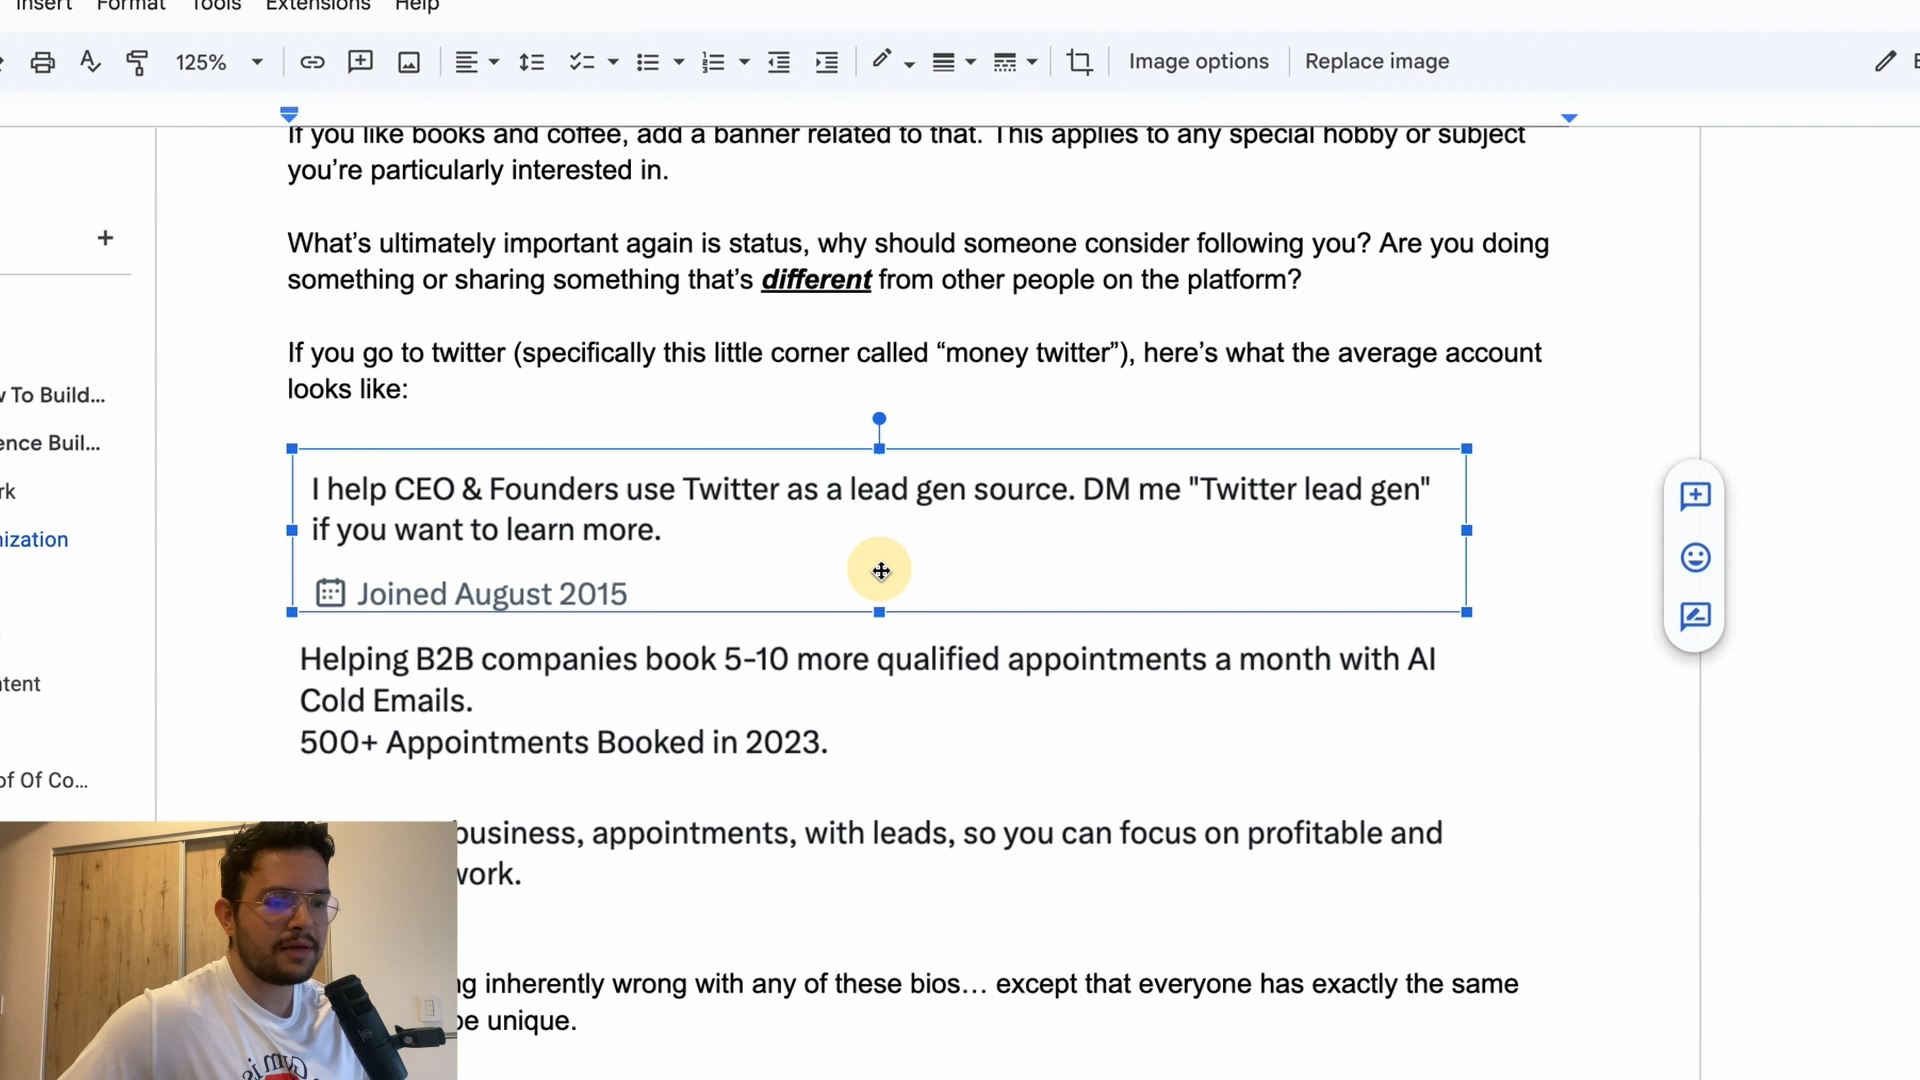 Insert Format Tools Extensions Help
125% Image options Replace image
If you like books and coffee, add a banner related to that. This applies to any special hobby or subject
you're particularly interested in.
What's ultimately important again is status, why should someone consider following you? Are you doing
something or sharing something that's different from other people on the platform?
If you go to twitter (specifically this little corner called “money twitter”), here's what the average account
looks like:
I help CEO & Founders use Twitter as a lead gen source. DM me "Twitter lead gen"
if you want to learn more.
Joined August 2015
Helping B2B companies book 5-10 more qualified appointments a month with AI
Cold Emails.
500+ Appointments Booked in 2023.
business, appointments, with leads, so you can focus on profitable and
work.
inherently wrong with any of these bios… except that everyone has exactly the same
be unique.
To Build...
Buil...
Of Co...